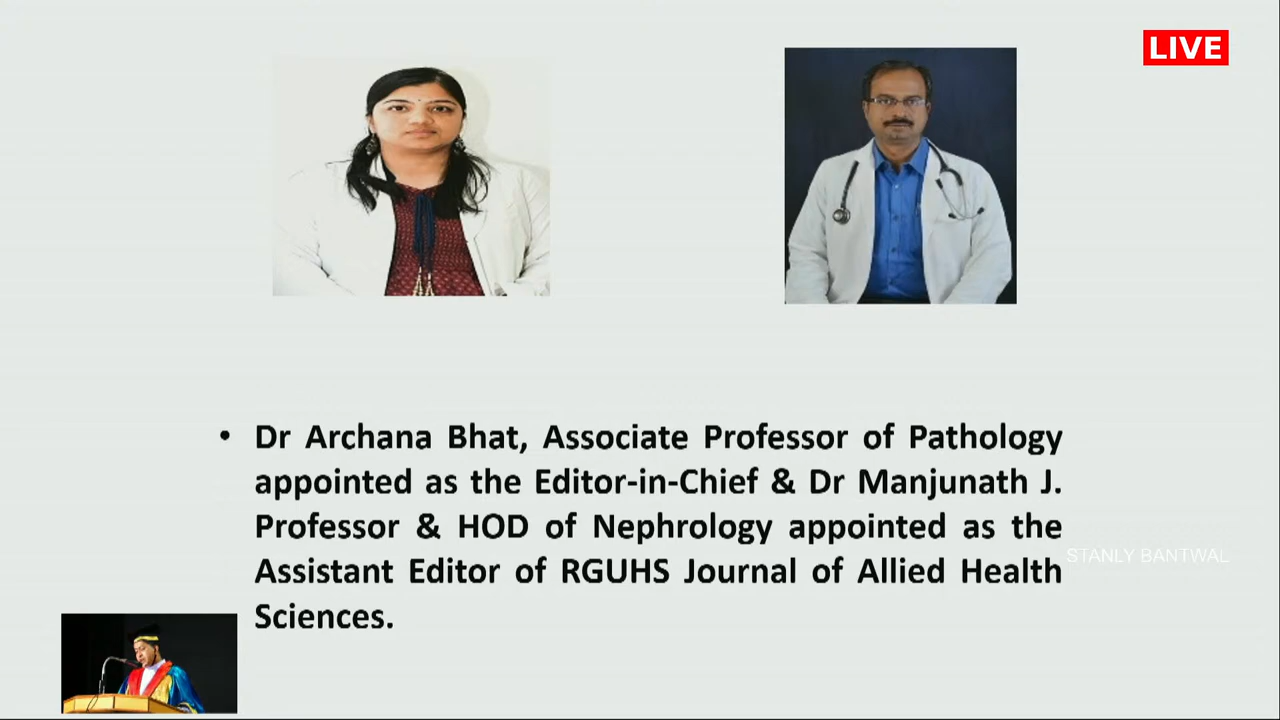 LIVE
• Dr Archana Bhat, Associate Professor of Pathology
appointed as the Editor-in-Chief & Dr Manjunath J.
Professor & HOD of Nephrology appointed as the
Assistant Editor of RGUHS Journal of Allied Health
Sciences.
STANLY BANTWAL